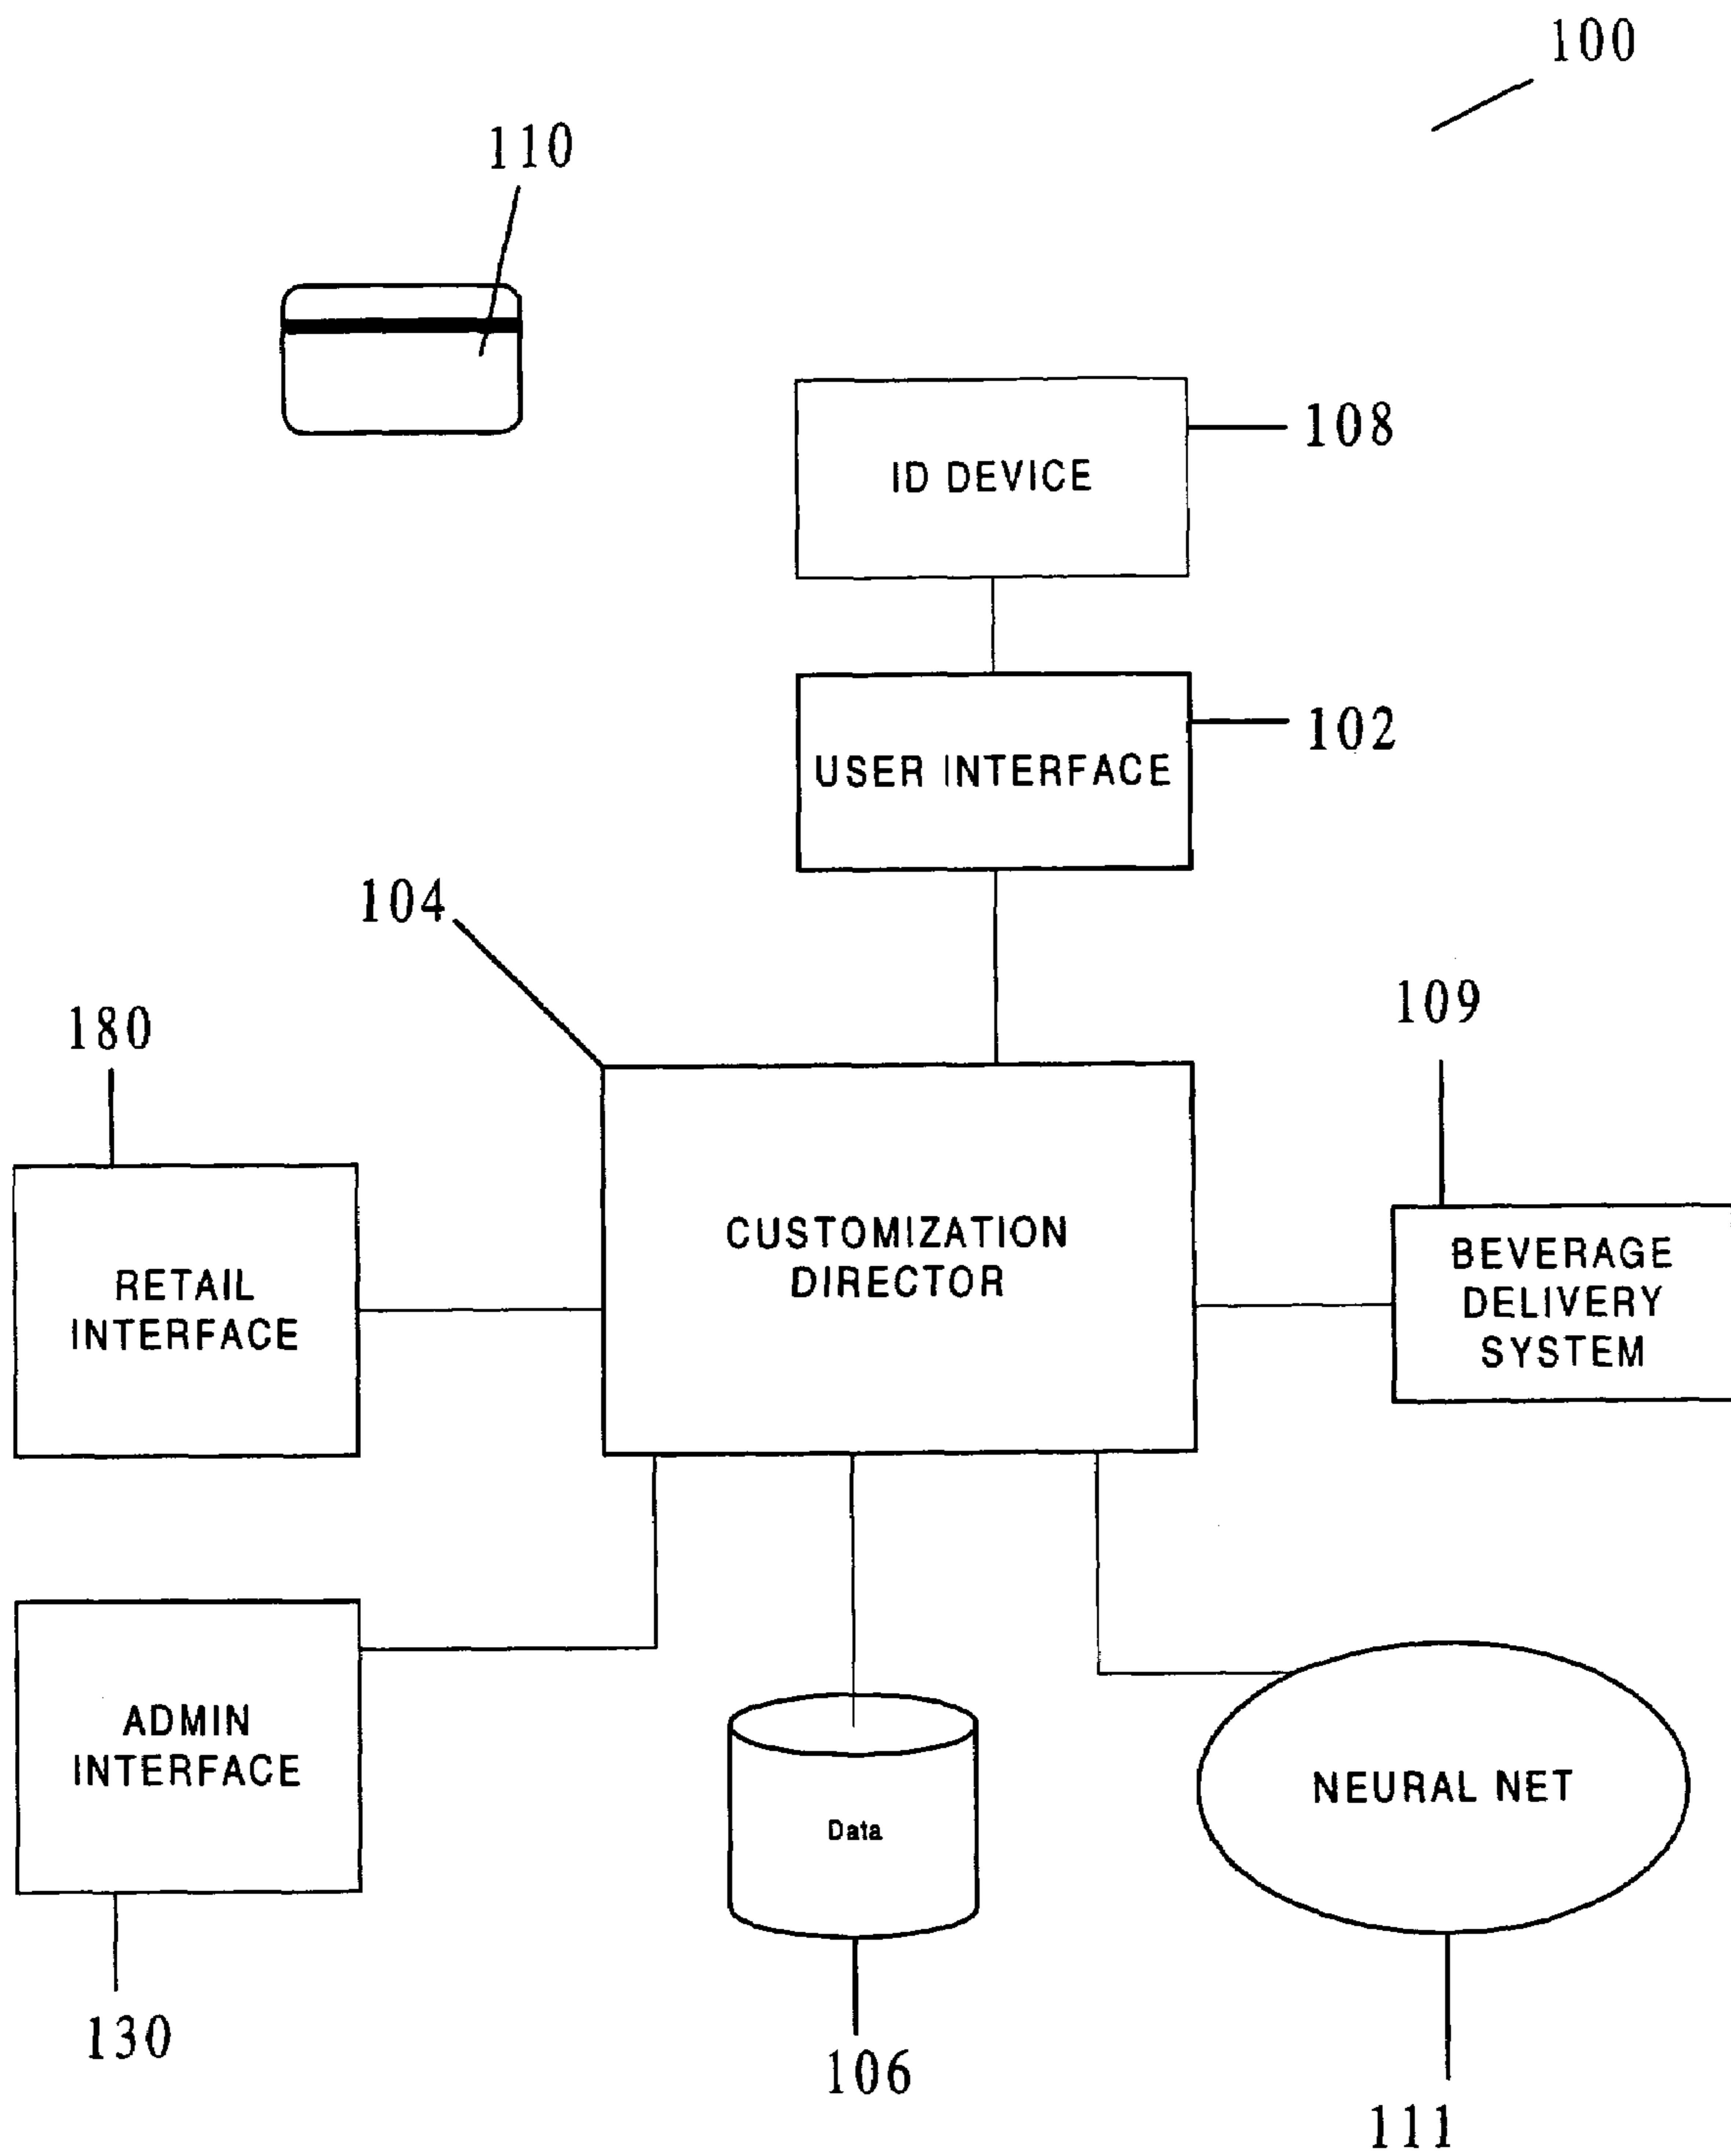 100
110
108
ID DEVICE
102
USER INTERFACE
104
109
180
CUSTOMIZATION
DIRECTOR
BEVERAGE
DELIVERY
SYSTEM
RETAIL
INTERFACE
ADMIN
INTERFACE
Data
NEURAL NET
130
106
111